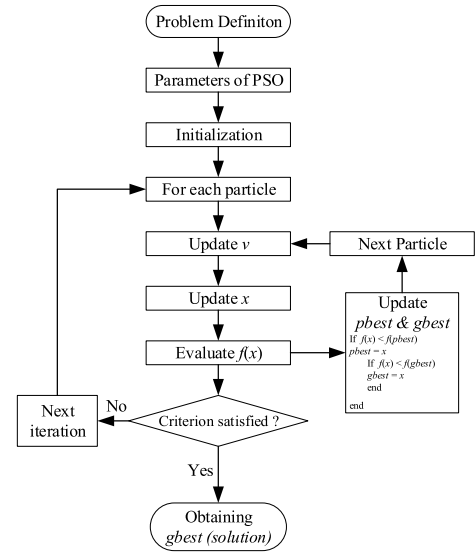 Problem Definiton
Parameters of PSO
Initialization
For each particle
Update v
Next Particle
Update x
Update
pbest & gbest
If f(x) < f(pbest)
pbest = x
If f(x) < f(gbest)
gbest = x
end
end
Evaluate f(x)
Next
iteration
No
Criterion satisfied ?
Yes
Obtaining
gbest (solution)